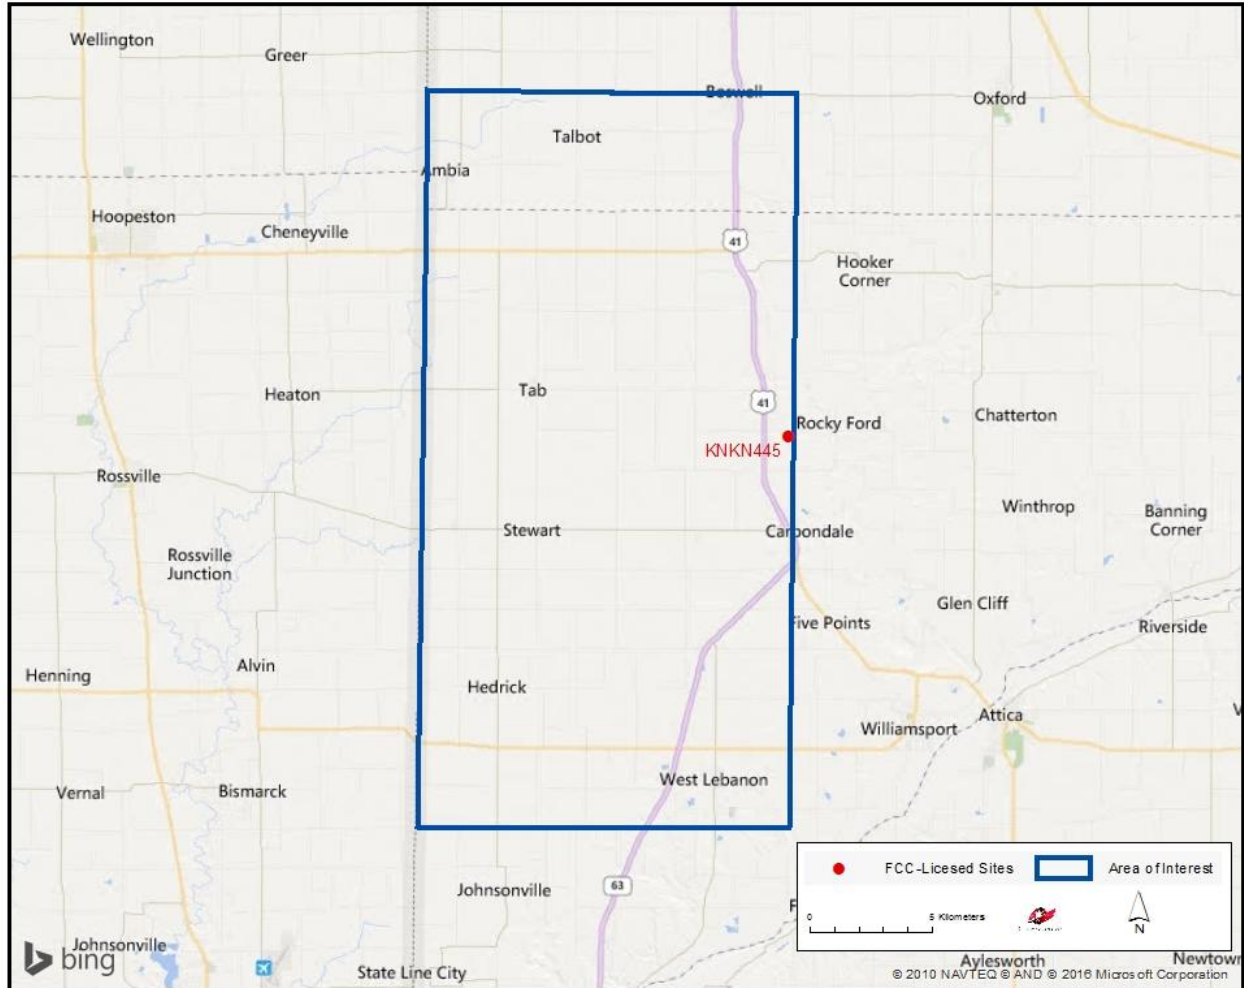 Wellington
Greer
Boswell
Oxford
Talbot
Ambia
Hoopeston
Cheneyville
41
Hooker
Corner
Heaton
Tab
41
Chatterton
Rocky Ford
KNKN445
Rossville
Winthrop
Banning
Corner
Stewart
Carbondale
Rossville
Junction
Glen Cliff
Five Points
Riverside
Alvin
Henning
Hedrick
Attica
Williamsport
West Lebanon
Vernal
Bismarck
Johnsonville
63
FCC-Licesed Sites
Area of Interest
0
5 Kilometers
N
Johnsonville
bing
State Line City
Aylesworth
Newtow
© 2010 NAVTEQ © AND © 2016 Microsoft Corporation